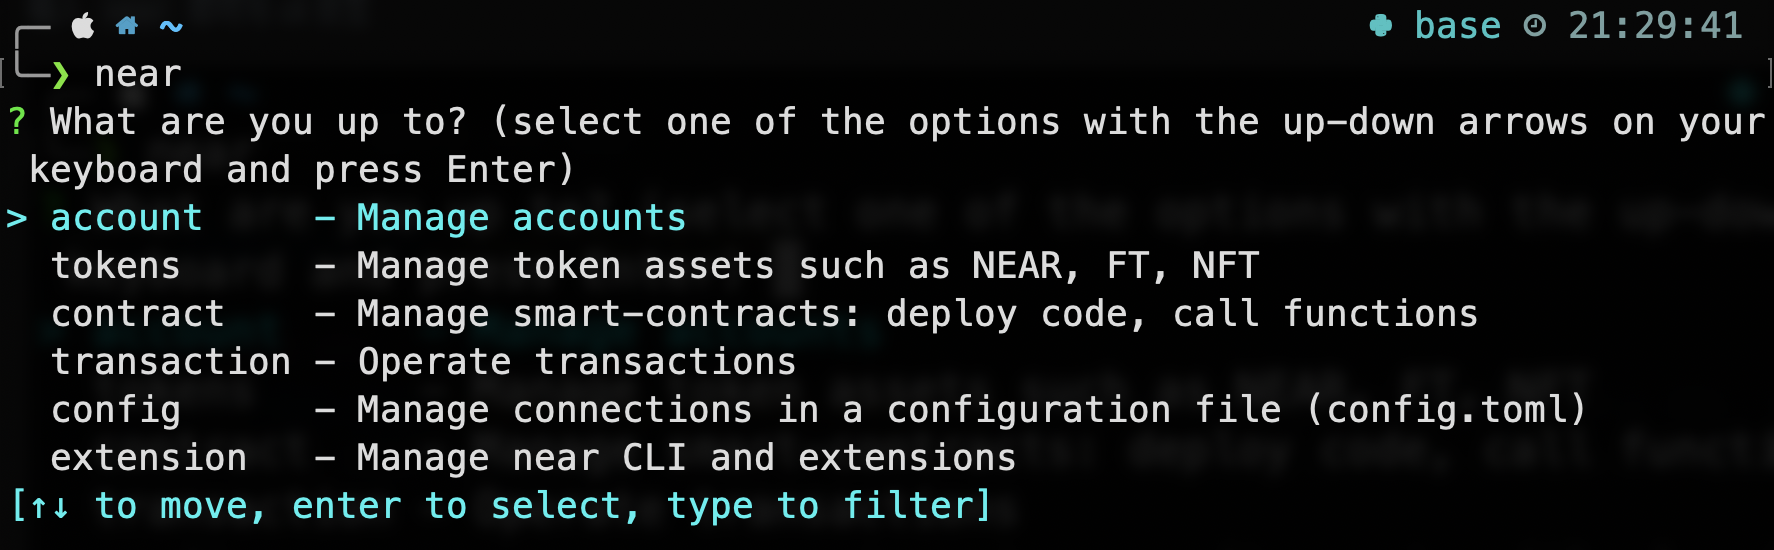 ~ base 21:29:41
❯ near
? What are you up to? (select one of the options with the up-down arrows on your
keyboard and press Enter)
> account - Manage accounts
tokens - Manage token assets such as NEAR, FT, NFT
contract - Manage smart-contracts: deploy code, call functions
transaction - Operate transactions
config - Manage connections in a configuration file (config.toml)
extension - Manage near CLI and extensions
[↑↓ to move, enter to select, type to filter]